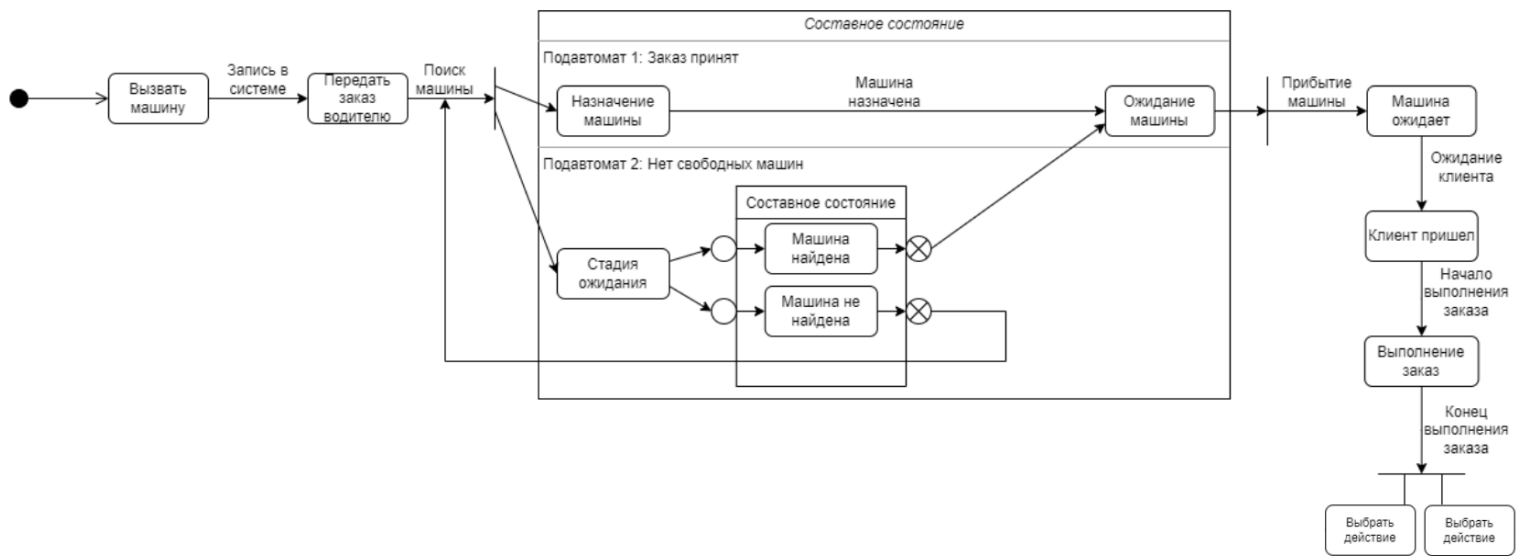 Составное состояние
Подавтомат 1: Заказ принят
Вызвать
машину
Запись в
системе
Передать
заказ
водителю
Поиск
машины
Назначение
машины
Машина
назначена
Ожидание
машины
Прибытие
машины
Машина
ожидает
Подавтомат 2: Нет свободных машин
Составное состояние
Стадия
ожидания
Машина
найдена
Машина не
найдена
Ожидание
клиента
Клиент пришел
Начало
выполнения
заказа
Выполнение
заказ
Конец
выполнения
заказа
Выбрать
действие
Выбрать
действие